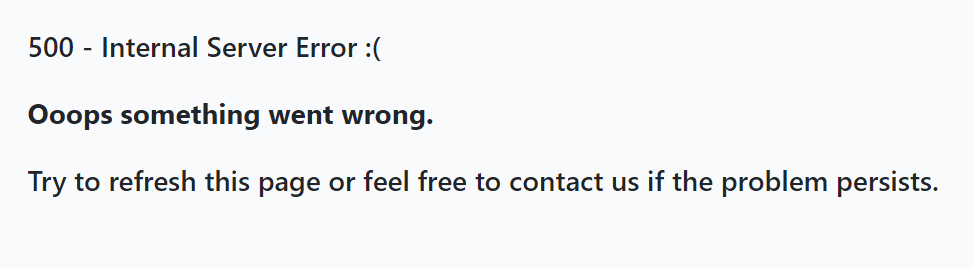 500 - Internal Server Error :(
Ooops something went wrong.
Try to refresh this page or feel free to contact us if the problem persists.